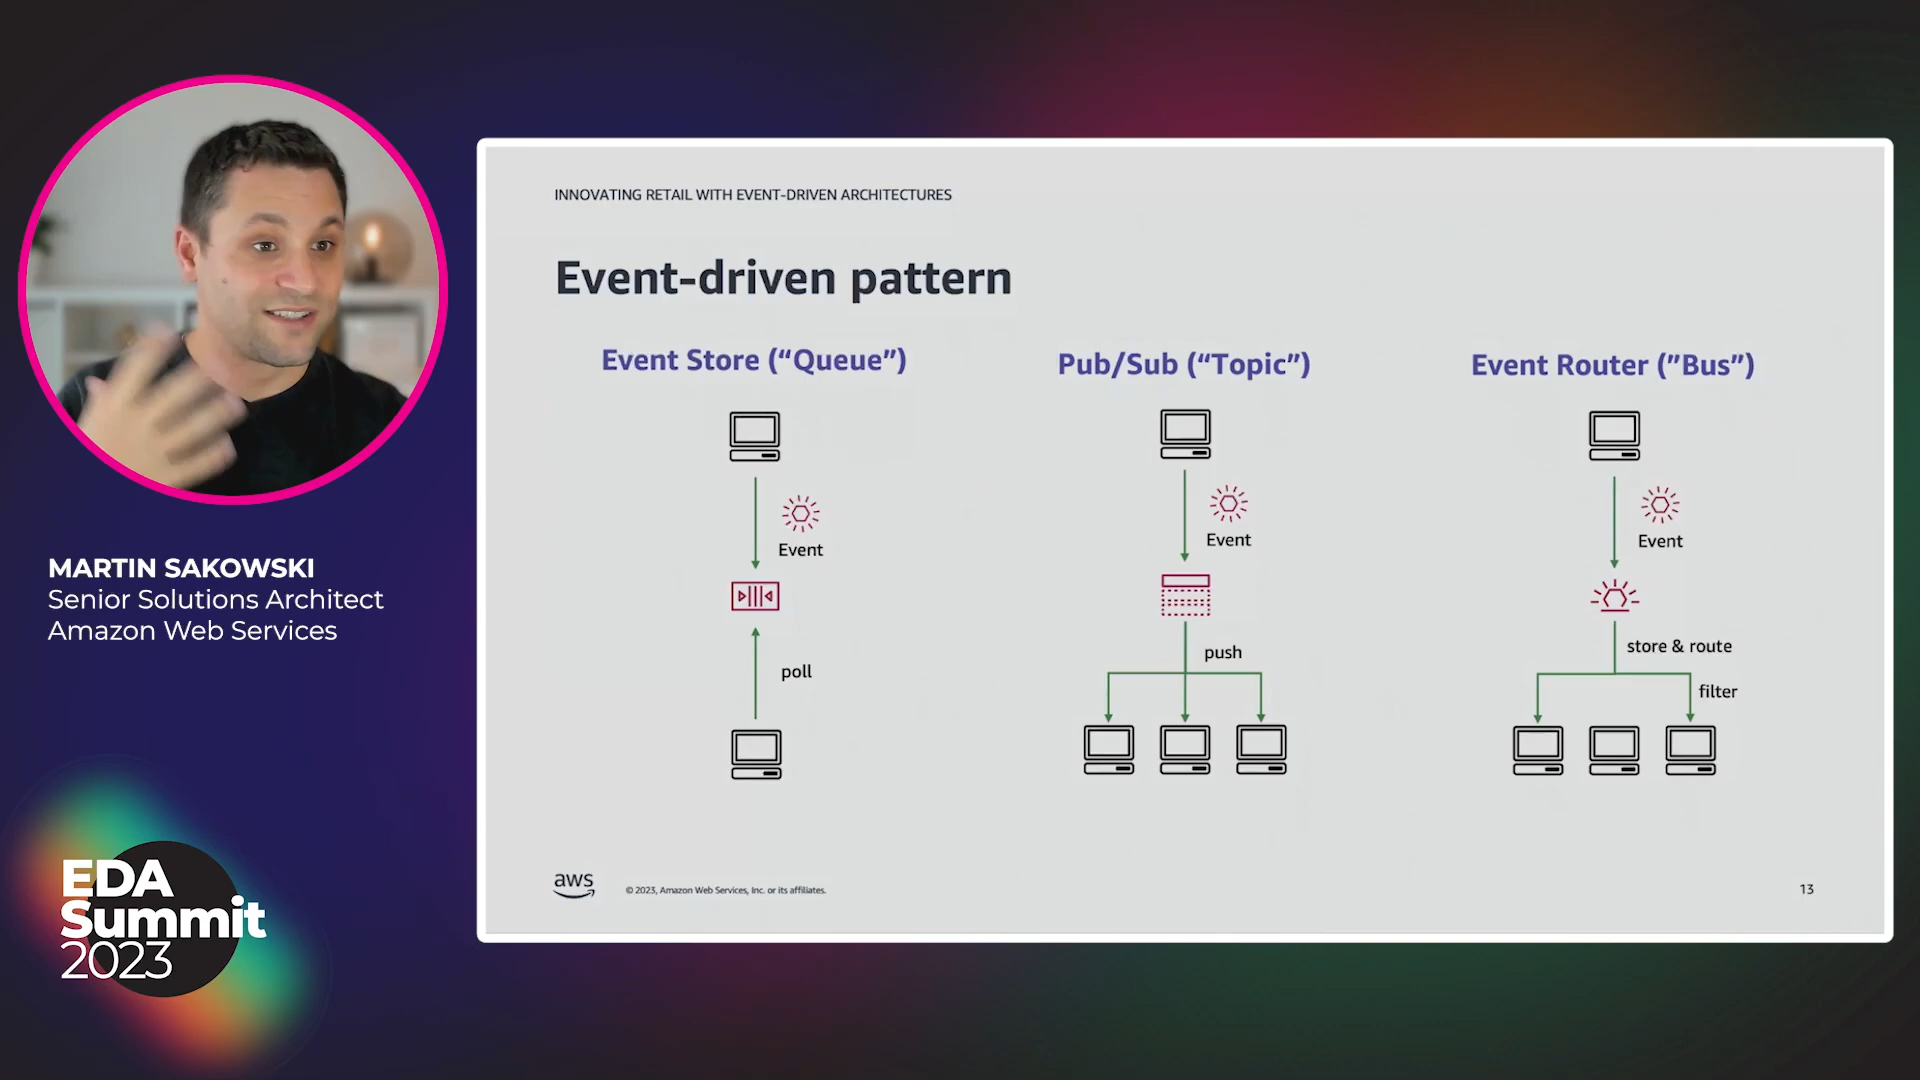 MARTIN SAKOWSKI
Senior Solutions Architect
Amazon Web Services
EDA
Summit
2023
INNOVATING RETAIL WITH EVENT-DRIVEN ARCHITECTURES
Event-driven pattern
Event Store (“Queue”)
Event
poll
Pub/Sub (“Topic”)
Event
push
Event Router (”Bus”)
Event
store & route
filter
aws
© 2023, Amazon Web Services, Inc. or its affiliates.
13